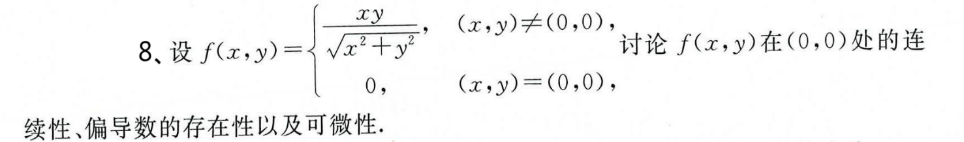 8、设 f(x,y)={ xy/√(x²+y²), (x,y)≠(0,0), 0, (x,y)=(0,0), 讨论 f(x,y)在(0,0)处的连
续性、偏导数的存在性以及可微性.